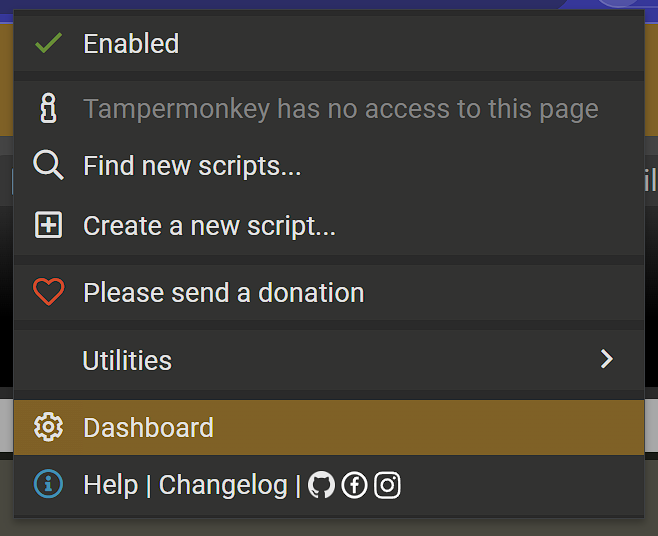 Enabled
Tampermonkey has no access to this page
Find new scripts...
Create a new script...
Please send a donation
Utilities
Dashboard
Help | Changelog |
il